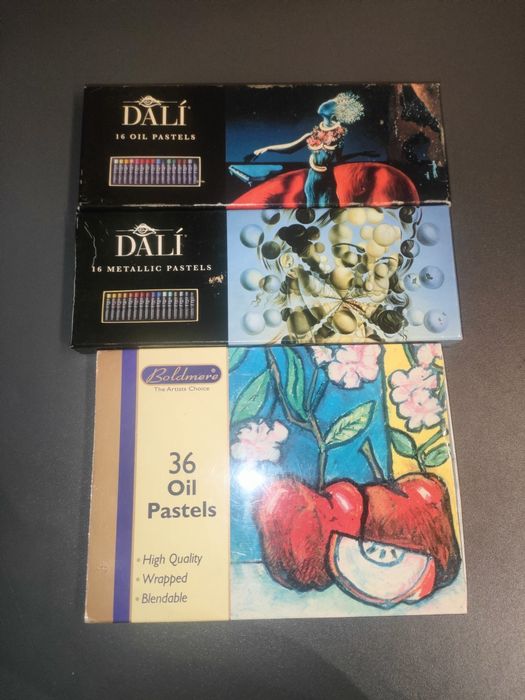 DALÍ®
16 OIL PASTELS
DALÍ®
16 METALLIC PASTELS
Boldmere®
The Artists Choice
36
Oil
Pastels
• High Quality
• Wrapped
• Blendable